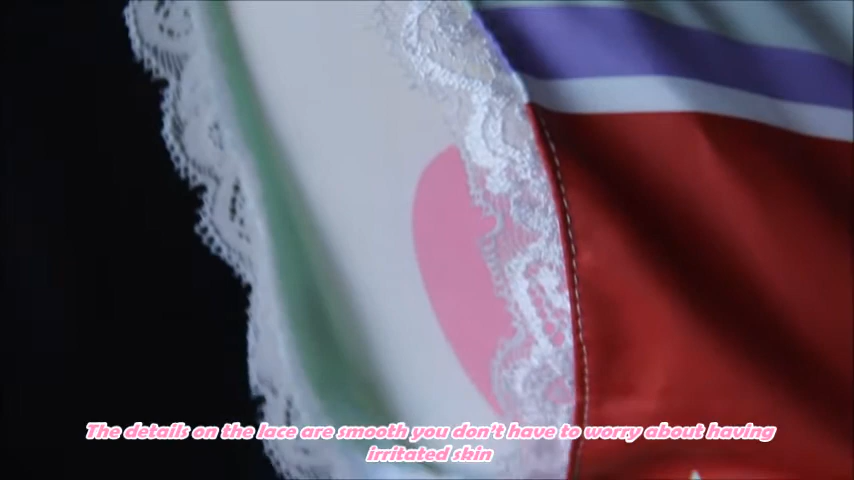 The details on the lace are smooth you don't have to worry about having
irritated skin